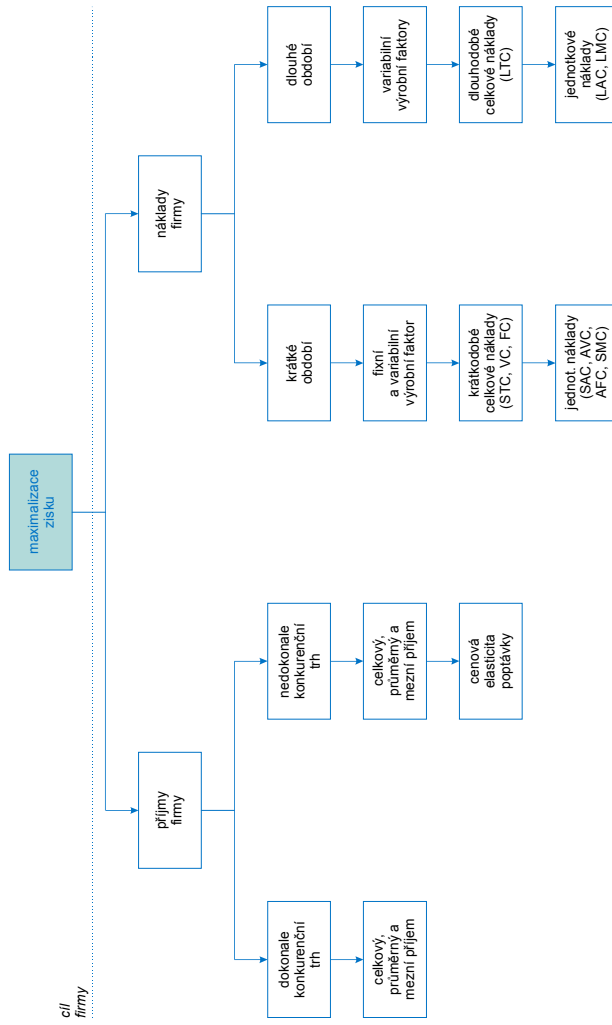 cíl
firmy
maximalizace
zisku
příjmy
firmy
náklady
firmy
dokonale
konkurenční
trh
nedokonale
konkurenční
trh
krátké
období
dlouhé
období
celkový,
průměrný a
mezní příjem
celkový,
průměrný a
mezní příjem
fixní
a variabilní
výrobní faktor
variabilní
výrobní faktory
cenová
elasticita
poptávky
krátkodobé
celkové náklady
(STC, VC, FC)
dlouhodobé
celkové náklady
(LTC)
jednot. náklady
(SAC, AVC,
AFC, SMC)
jednotkové
náklady
(LAC, LMC)